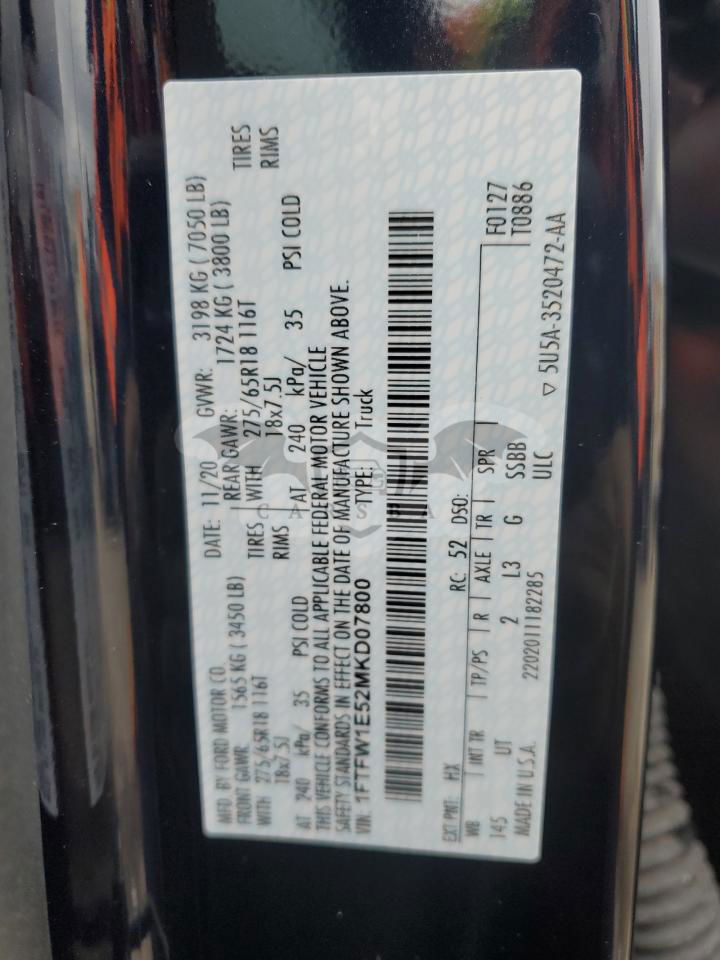 MFD. BY FORD MOTOR CO.
DATE: 11/20 GVWR: 3198 KG ( 7050 LB)
FRONT GAWR: 1565 KG ( 3450 LB)
REAR GAWR: 1724 KG ( 3800 LB)
WITH 275/65R18 116T TIRES
WITH 275/65R18 116T TIRES
18x7.5J RIMS
18x7.5J RIMS
AT 240 kPa/ 35 PSI COLD
AT 240 kPa/ 35 PSI COLD
THIS VEHICLE CONFORMS TO ALL APPLICABLE FEDERAL MOTOR VEHICLE
SAFETY STANDARDS IN EFFECT ON THE DATE OF MANUFACTURE SHOWN ABOVE.
VIN: 1FTFW1E52MKD07800 TYPE: Truck
EXT PNT: HX RC: 52 DSO: F0127
WB INT TR TP/PS R AXLE TR SPR T0886
145 UT 2 L3 G SSBB
MADE IN U.S.A. 2202011182285 ULC ▽ 5U5A-3520472-AA